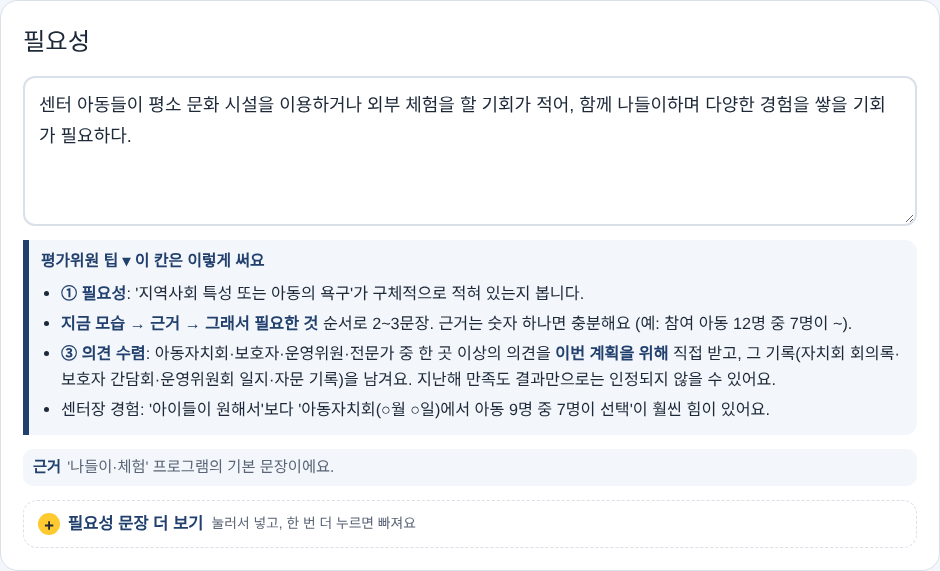 필요성
센터 아동들이 평소 문화 시설을 이용하거나 외부 체험을 할 기회가 적어, 함께 나들이하며 다양한 경험을 쌓을 기회
가 필요하다.
평가위원 팁 ▾ 이 칸은 이렇게 써요
• ① 필요성: '지역사회 특성 또는 아동의 욕구'가 구체적으로 적혀 있는지 봅니다.
• 지금 모습 → 근거 → 그래서 필요한 것 순서로 2~3문장. 근거는 숫자 하나면 충분해요 (예: 참여 아동 12명 중 7명이 ~).
• ③ 의견 수렴: 아동자치회·보호자·운영위원·전문가 중 한 곳 이상의 의견을 이번 계획을 위해 직접 받고, 그 기록(자치회 회의록·
보호자 간담회·운영위원회 일지·자문 기록)을 남겨요. 지난해 만족도 결과만으로는 인정되지 않을 수 있어요.
• 센터장 경험: '아이들이 원해서'보다 '아동자치회(○월 ○일)에서 아동 9명 중 7명이 선택'이 훨씬 힘이 있어요.
근거 '나들이·체험' 프로그램의 기본 문장이에요.
+ 필요성 문장 더 보기 눌러서 넣고, 한 번 더 누르면 빠져요